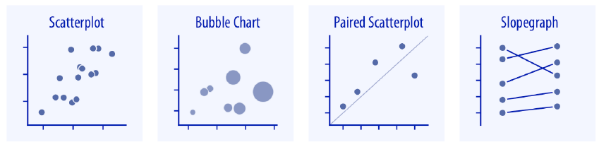 Scatterplot
Bubble Chart
Paired Scatterplot
Slopegraph